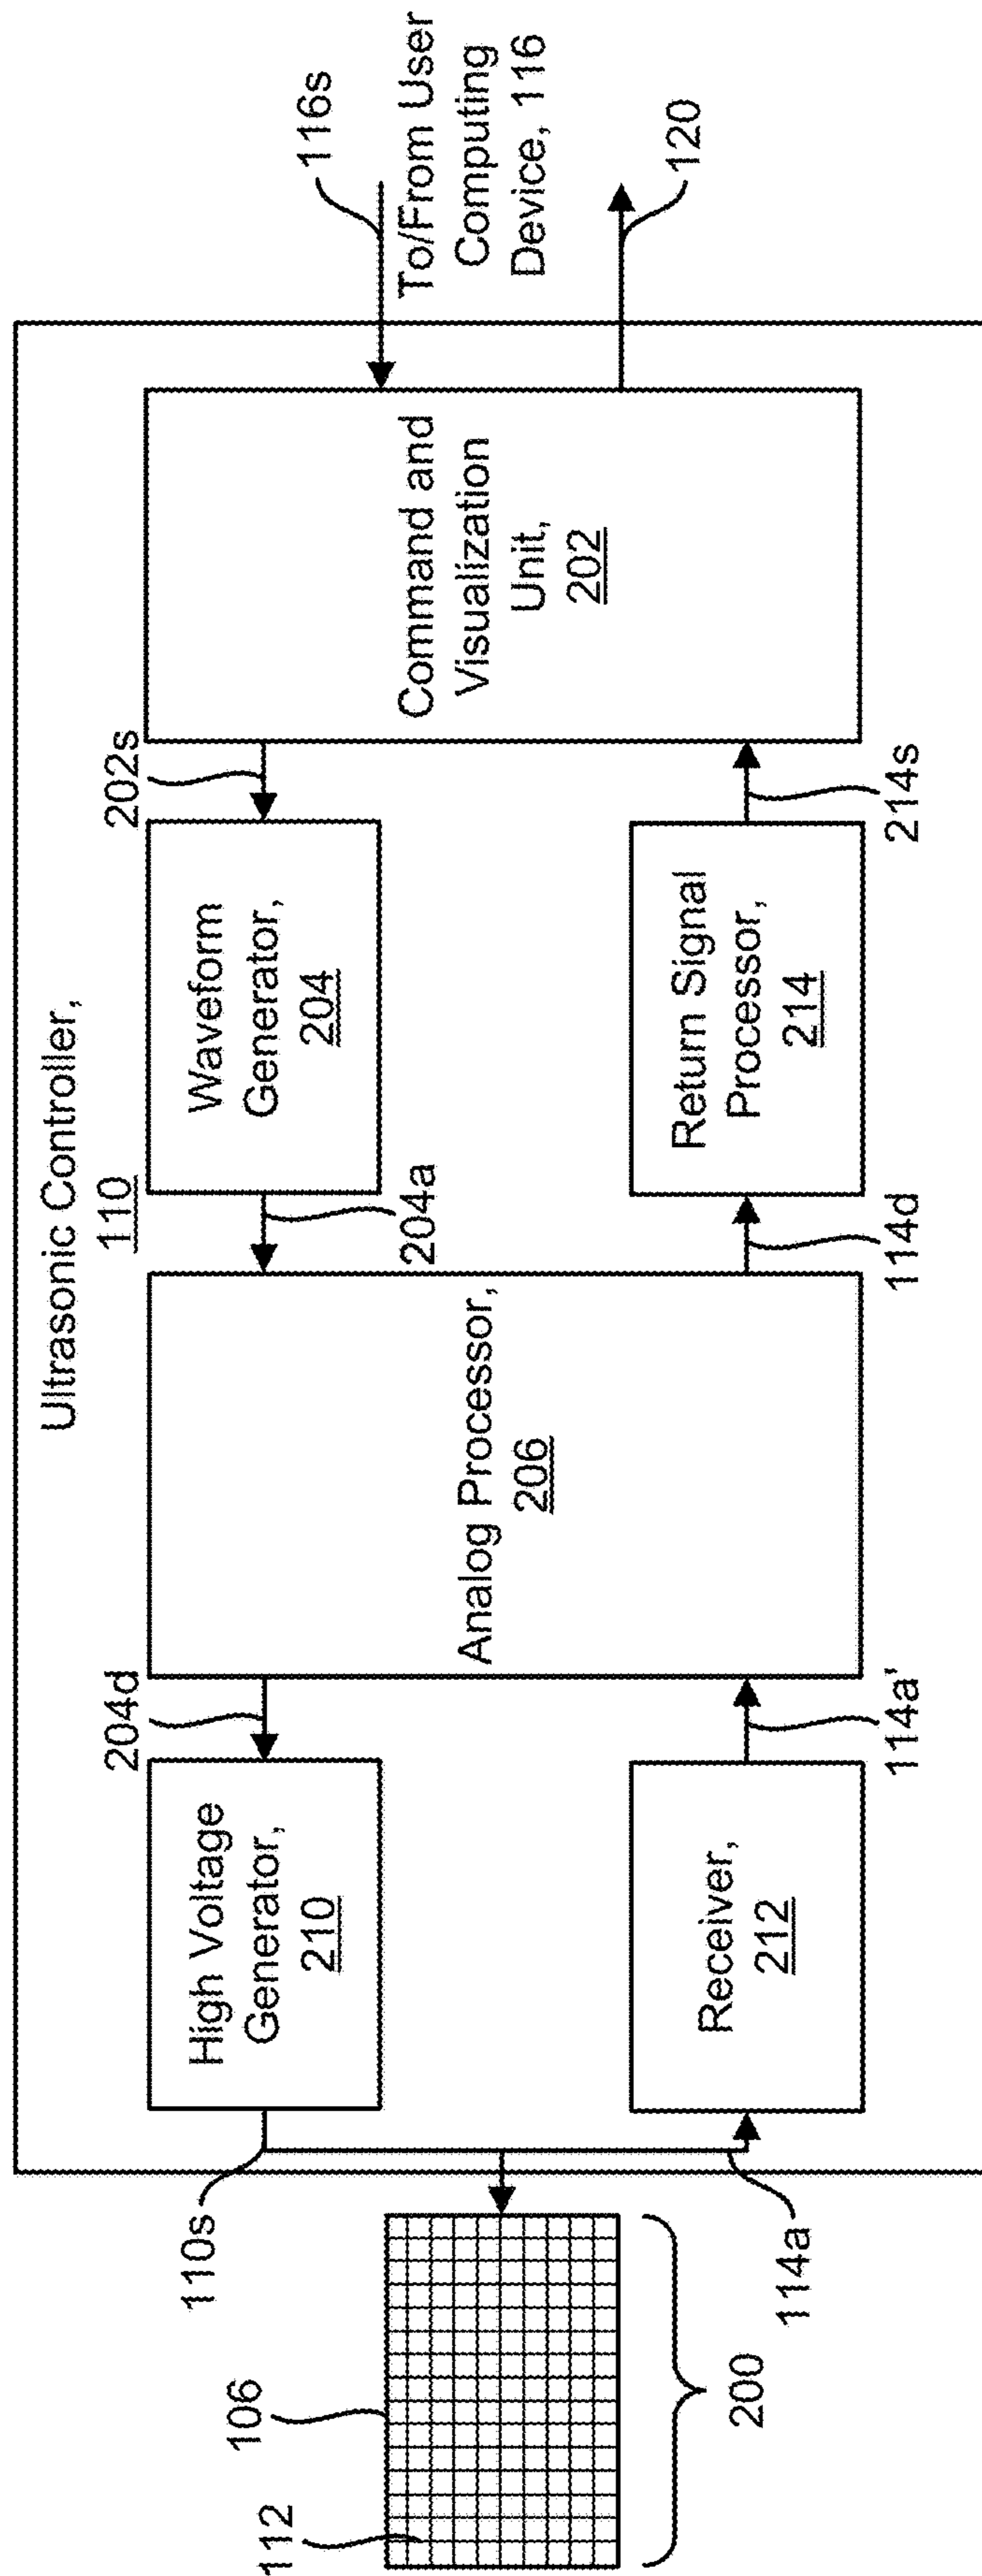 Ultrasonic Controller,
110
116s
To/From User
Computing
Device, 116
120
Command and
Visualization
Unit,
202
202s
214s
Waveform
Generator,
204
Return Signal
Processor,
214
204a
114d
Analog Processor,
206
204d
114a'
High Voltage
Generator,
210
Receiver,
212
110s
114a
106
112
200